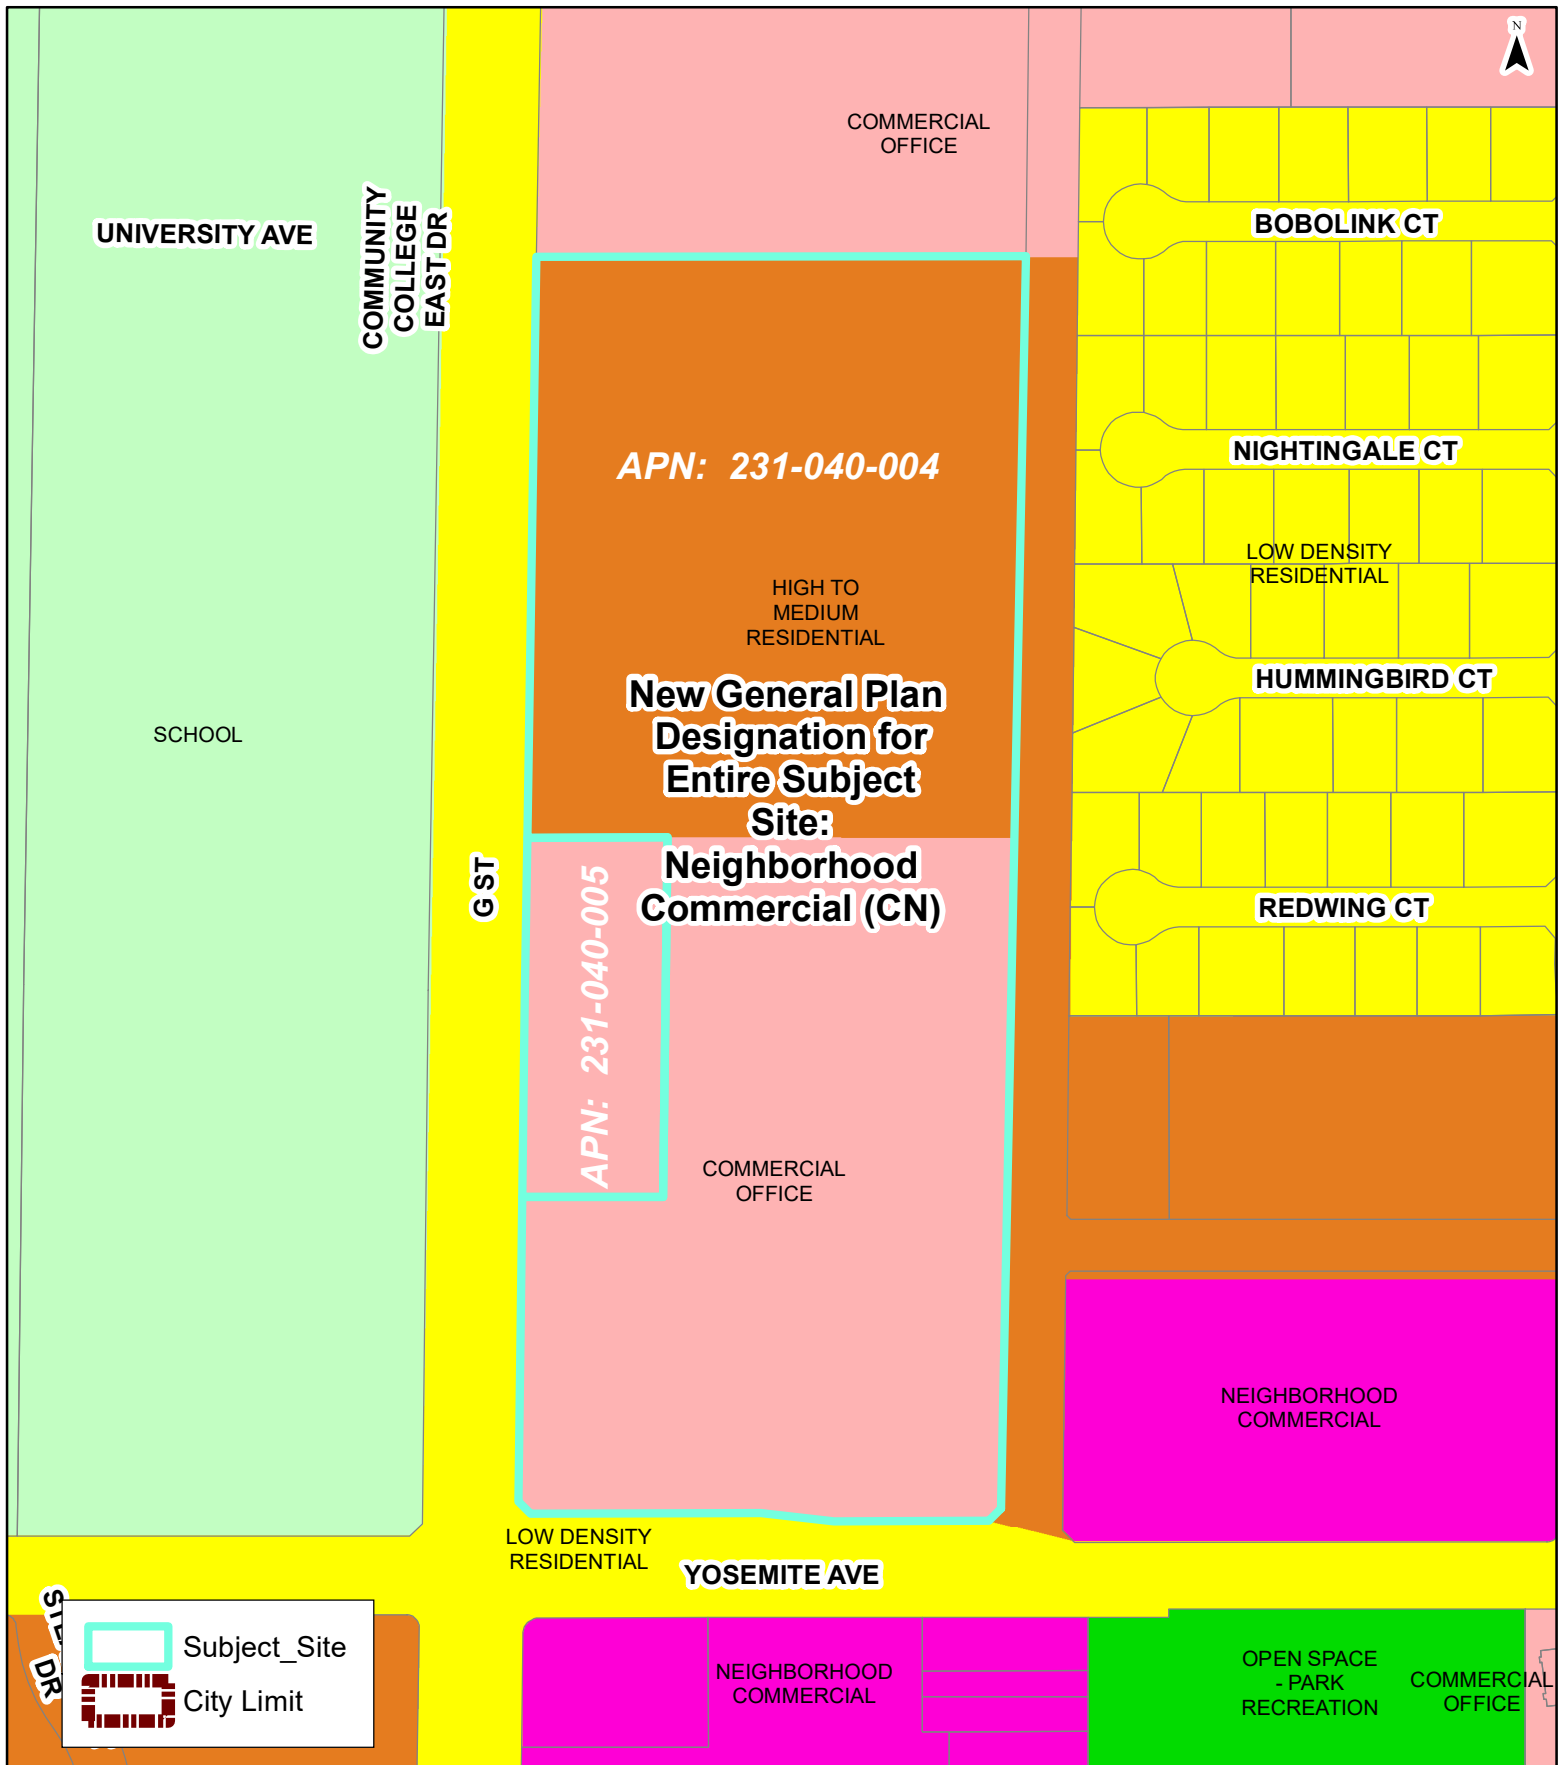 N
COMMERCIAL
OFFICE
UNIVERSITY AVE
COMMUNITY
COLLEGE
EAST DR
BOBOLINK CT
APN: 231-040-004
NIGHTINGALE CT
LOW DENSITY
RESIDENTIAL
HIGH TO
MEDIUM
RESIDENTIAL
HUMMINGBIRD CT
New General Plan
Designation for
Entire Subject
Site:
Neighborhood
Commercial (CN)
SCHOOL
G ST
APN: 231-040-005
REDWING CT
COMMERCIAL
OFFICE
NEIGHBORHOOD
COMMERCIAL
LOW DENSITY
RESIDENTIAL
YOSEMITE AVE
DR
Subject_Site
City Limit
NEIGHBORHOOD
COMMERCIAL
OPEN SPACE
- PARK
RECREATION
COMMERCIAL
OFFICE